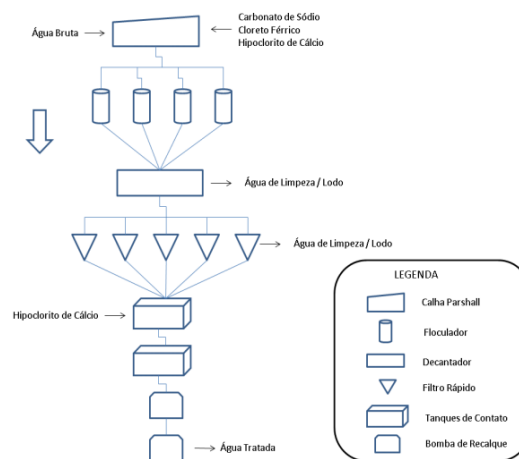 Carbonato de Sódio
Água Bruta
Cloreto Férrico
Hipoclorito de Cálcio
Água de Limpeza / Lodo
Água de Limpeza / Lodo
Hipoclorito de Cálcio
Água Tratada
LEGENDA
Calha Parshall
Floculador
Decantador
Filtro Rápido
Tanques de Contato
Bomba de Recalque